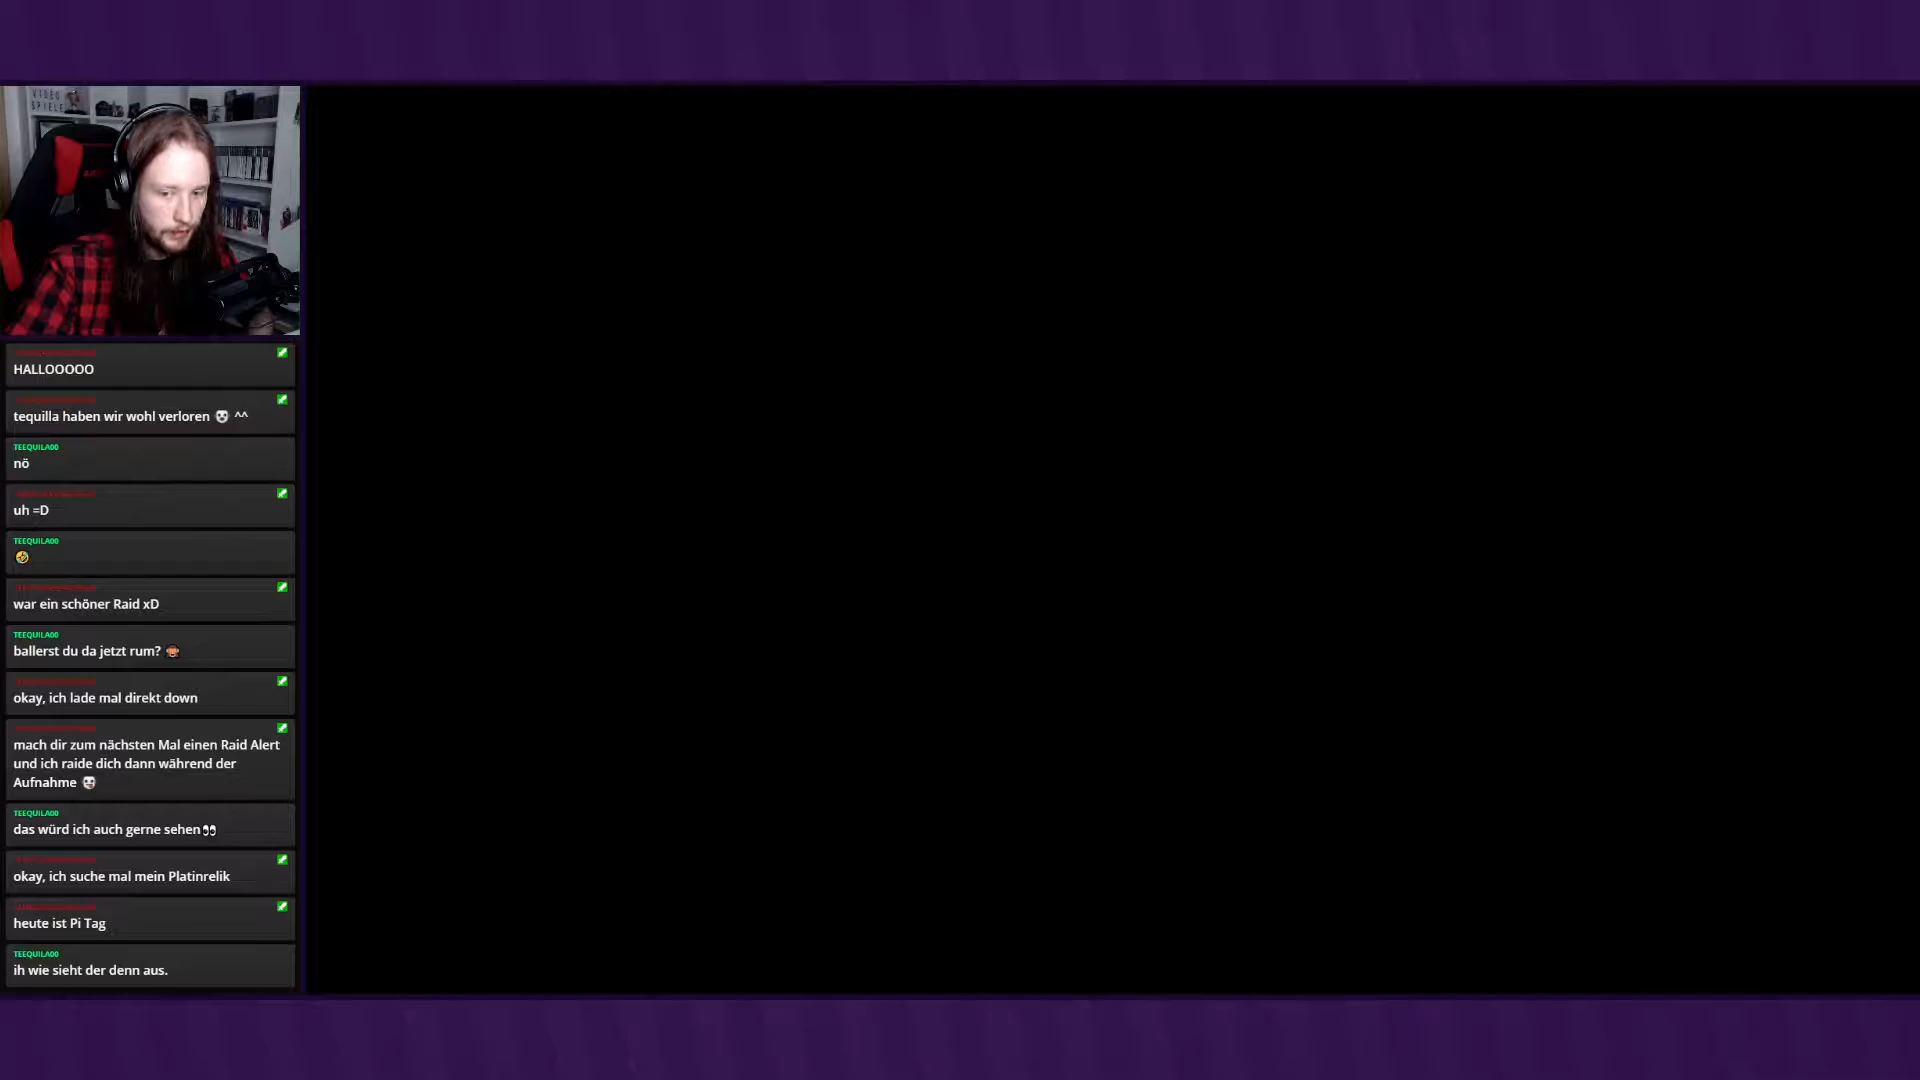 VIDEO
SPIELE
HALLOOOOO
tequilla haben wir wohl verloren 💀 ^^
TEEQUILA00
nö
uh =D
TEEQUILA00
🤣
war ein schöner Raid xD
TEEQUILA00
ballerst du da jetzt rum? 🙊
okay, ich lade mal direkt down
mach dir zum nächsten Mal einen Raid Alert
und ich raide dich dann während der
Aufnahme
TEEQUILA00
das würd ich auch gerne sehen👀
okay, ich suche mal mein Platinrelik
heute ist Pi Tag
TEEQUILA00
ih wie sieht der denn aus.